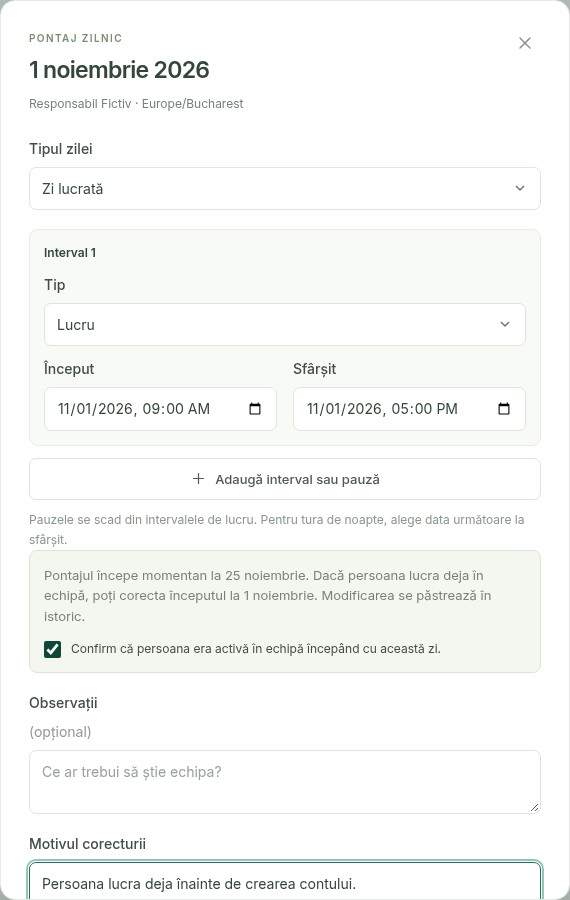 PONTAJ ZILNIC
1 noiembrie 2026
Responsabil Fictiv · Europe/Bucharest
Tipul zilei
Zi lucrată
Interval 1
Tip
Lucru
Început
Sfârșit
11/01/2026, 09:00 AM
11/01/2026, 05:00 PM
Adaugă interval sau pauză
Pauzele se scad din intervalele de lucru. Pentru tura de noapte, alege data următoare la
sfârșit.
Pontajul începe momentan la 25 noiembrie. Dacă persoana lucra deja în
echipă, poți corecta începutul la 1 noiembrie. Modificarea se păstrează în
istoric.
Confirm că persoana era activă în echipă începând cu această zi.
Observații
(opțional)
Ce ar trebui să știe echipa?
Motivul corecturii
Persoana lucra deja înainte de crearea contului.